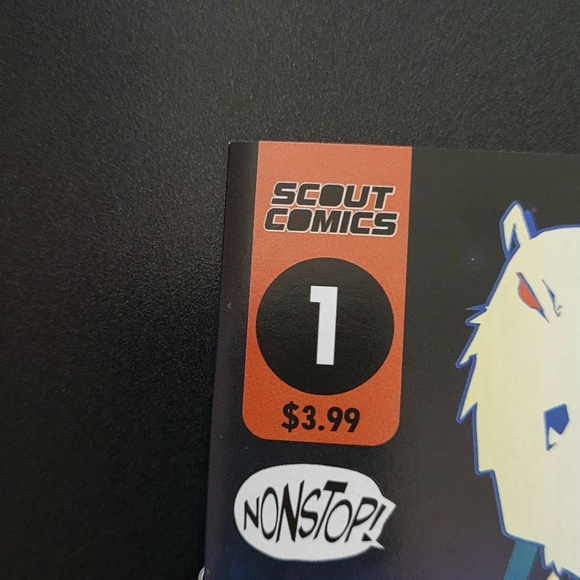 SCOUT
COMICS
1
$3.99
NONSTOP!